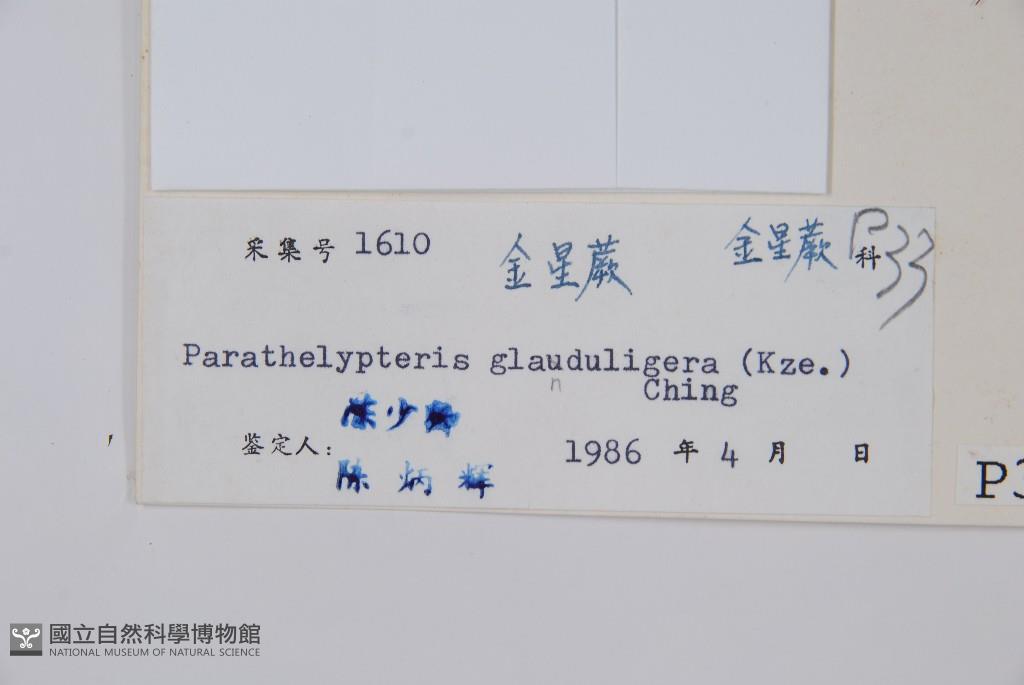 采集号 1610 金星蕨 金星蕨 科 P33
Parathelypteris glauduligera (Kze.)
n
Ching
陈少
鉴定人: 1986 年 4 月 日
陈炳辉
P3
國立自然科學博物館
NATIONAL MUSEUM OF NATURAL SCIENCE